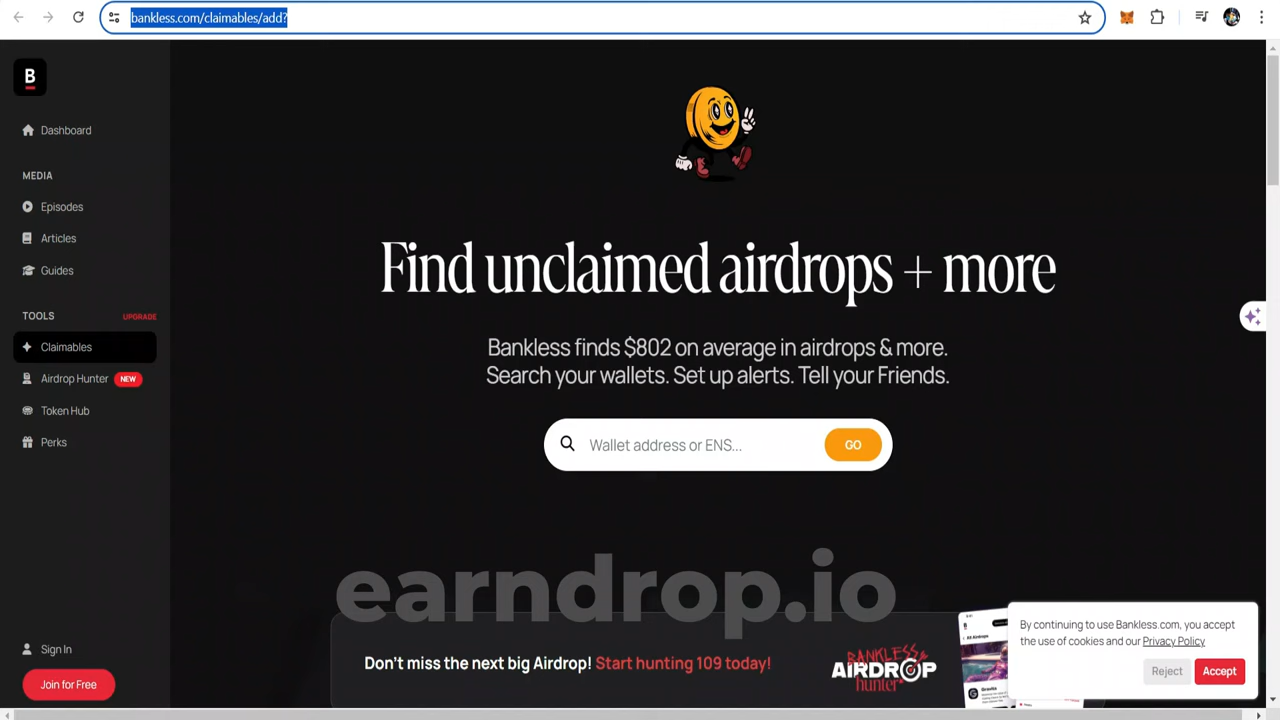 bankless.com/claimables/add?
B
Dashboard
MEDIA
Episodes
Articles
Guides
TOOLS
UPGRADE
Claimables
Airdrop Hunter NEW
Token Hub
Perks
Sign In
Join for Free
Find unclaimed airdrops + more
Bankless finds $802 on average in airdrops & more.
Search your wallets. Set up alerts. Tell your Friends.
Wallet address or ENS...
GO
earndrop.io
Don't miss the next big Airdrop! Start hunting 109 today!
BANKLESS
AIRDROP
hunter
By continuing to use Bankless.com, you accept
the use of cookies and our Privacy Policy
Reject
Accept